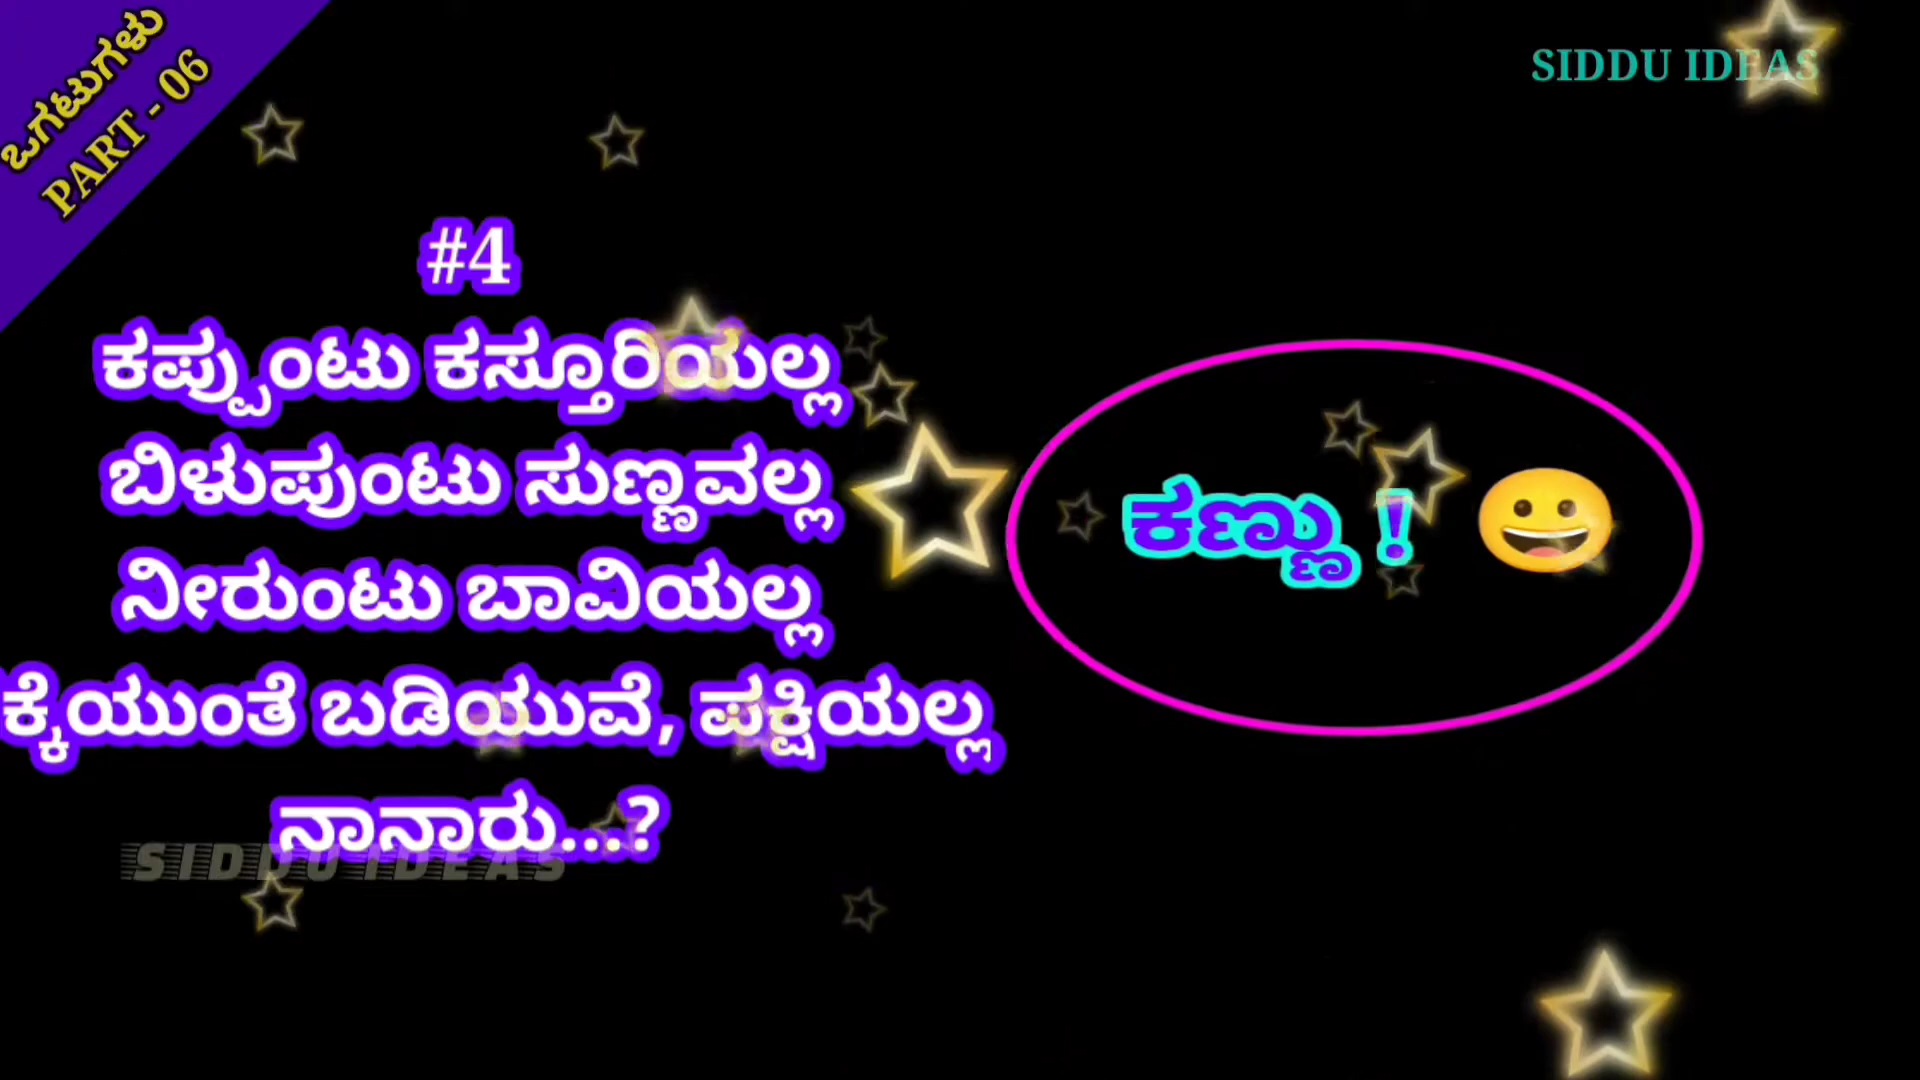 ಒಗಟುಗಳು
PART - 06
SIDDU IDEAS
#4
ಕಪ್ಪುಂಟು ಕಸ್ತೂರಿಯಲ್ಲ
ಬಿಳುಪುಂಟು ಸುಣ್ಣವಲ್ಲ
ನೀರುಂಟು ಬಾವಿಯಲ್ಲ
ಕ್ಕೆಯುಂತೆ ಬಡಿಯುವೆ, ಪಕ್ಷಿಯಲ್ಲ
ನಾನಾರು...?
ಕಣ್ಣು !
SIDDU IDEAS